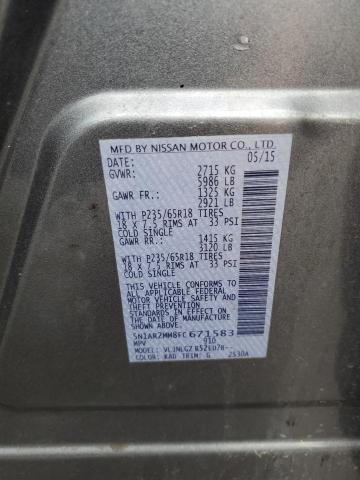 MFD BY NISSAN MOTOR CO., LTD.
DATE: 05/15
GVWR: 2715 KG
5986 LB
GAWR FR.: 1325 KG
2921 LB
WITH P235/65R18 TIRES
18 x 7.5 RIMS AT 33 PSI
COLD SINGLE
GAWR RR.: 1415 KG
3120 LB
WITH P235/65R18 TIRES
18 x 7.5 RIMS AT 33 PSI
COLD SINGLE
THIS VEHICLE CONFORMS TO ALL
APPLICABLE FEDERAL MOTOR
VEHICLE SAFETY, BUMPER,
AND THEFT PREVENTION
STANDARDS IN EFFECT ON
THE DATE OF MANUFACTURE
SHOWN ABOVE.
5N1AR2MM8FC671583
MPV 910
MODEL:
COLOR: KAD TRIM: G 2530A